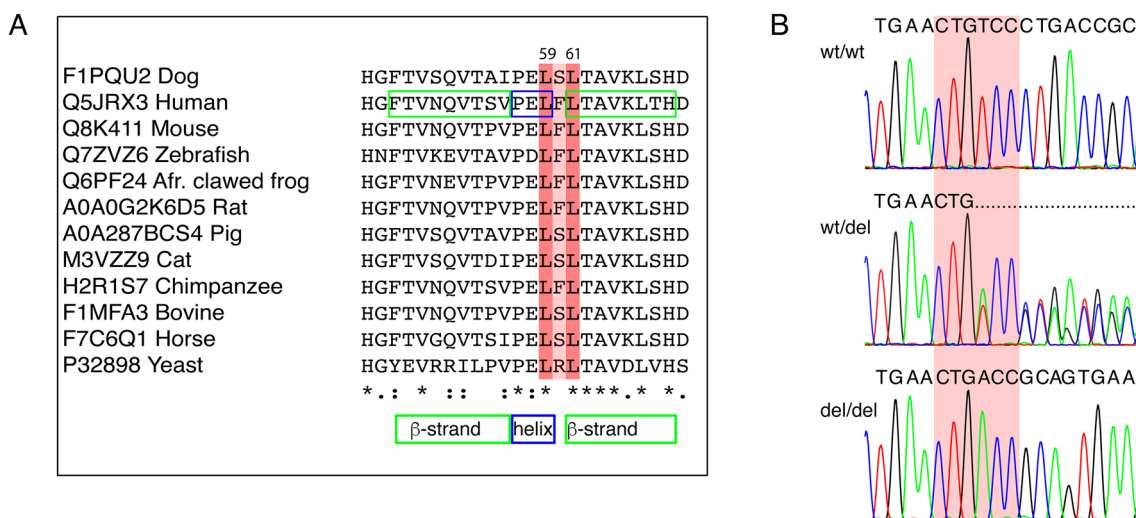 A
59 61
F1PQU2 Dog HGFTVSQVTAIPELSLTAVKLSHD
Q5JRX3 Human HGFTVNQVTSVPELFLTAVKLTHD
Q8K411 Mouse HGFTVNQVTPVPELFLTAVKLSHD
Q7ZVZ6 Zebrafish HNFTVKEVTAVPDLFLTAVKLSHD
Q6PF24 Afr. clawed frog HGFTVNEVTPVPELFLTAVKLSHD
A0A0G2K6D5 Rat HGFTVNQVTPVPELFLTAVKLSHD
A0A287BCS4 Pig HGFTVSQVTAVPELSLTAVKLSHD
M3VZZ9 Cat HGFTVSQVTDIPELSLTAVKLSHD
H2R1S7 Chimpanzee HGFTVNQVTSVPELFLTAVKLTHD
F1MFA3 Bovine HGFTVSQVTPVPELSLTAVKLSHD
F7C6Q1 Horse HGFTVGQVTSIPELSLTAVKLSHD
P32898 Yeast HGYEVRRILPVPELRLTAVDLVHS
*.: * :: :*:* ****.* *.
β-strand helix β-strand
B
TGAACTGTCCCTGACCGC
wt/wt
TGAACTG....................
wt/del
TGAACTGACCGCAGTGAA
del/del